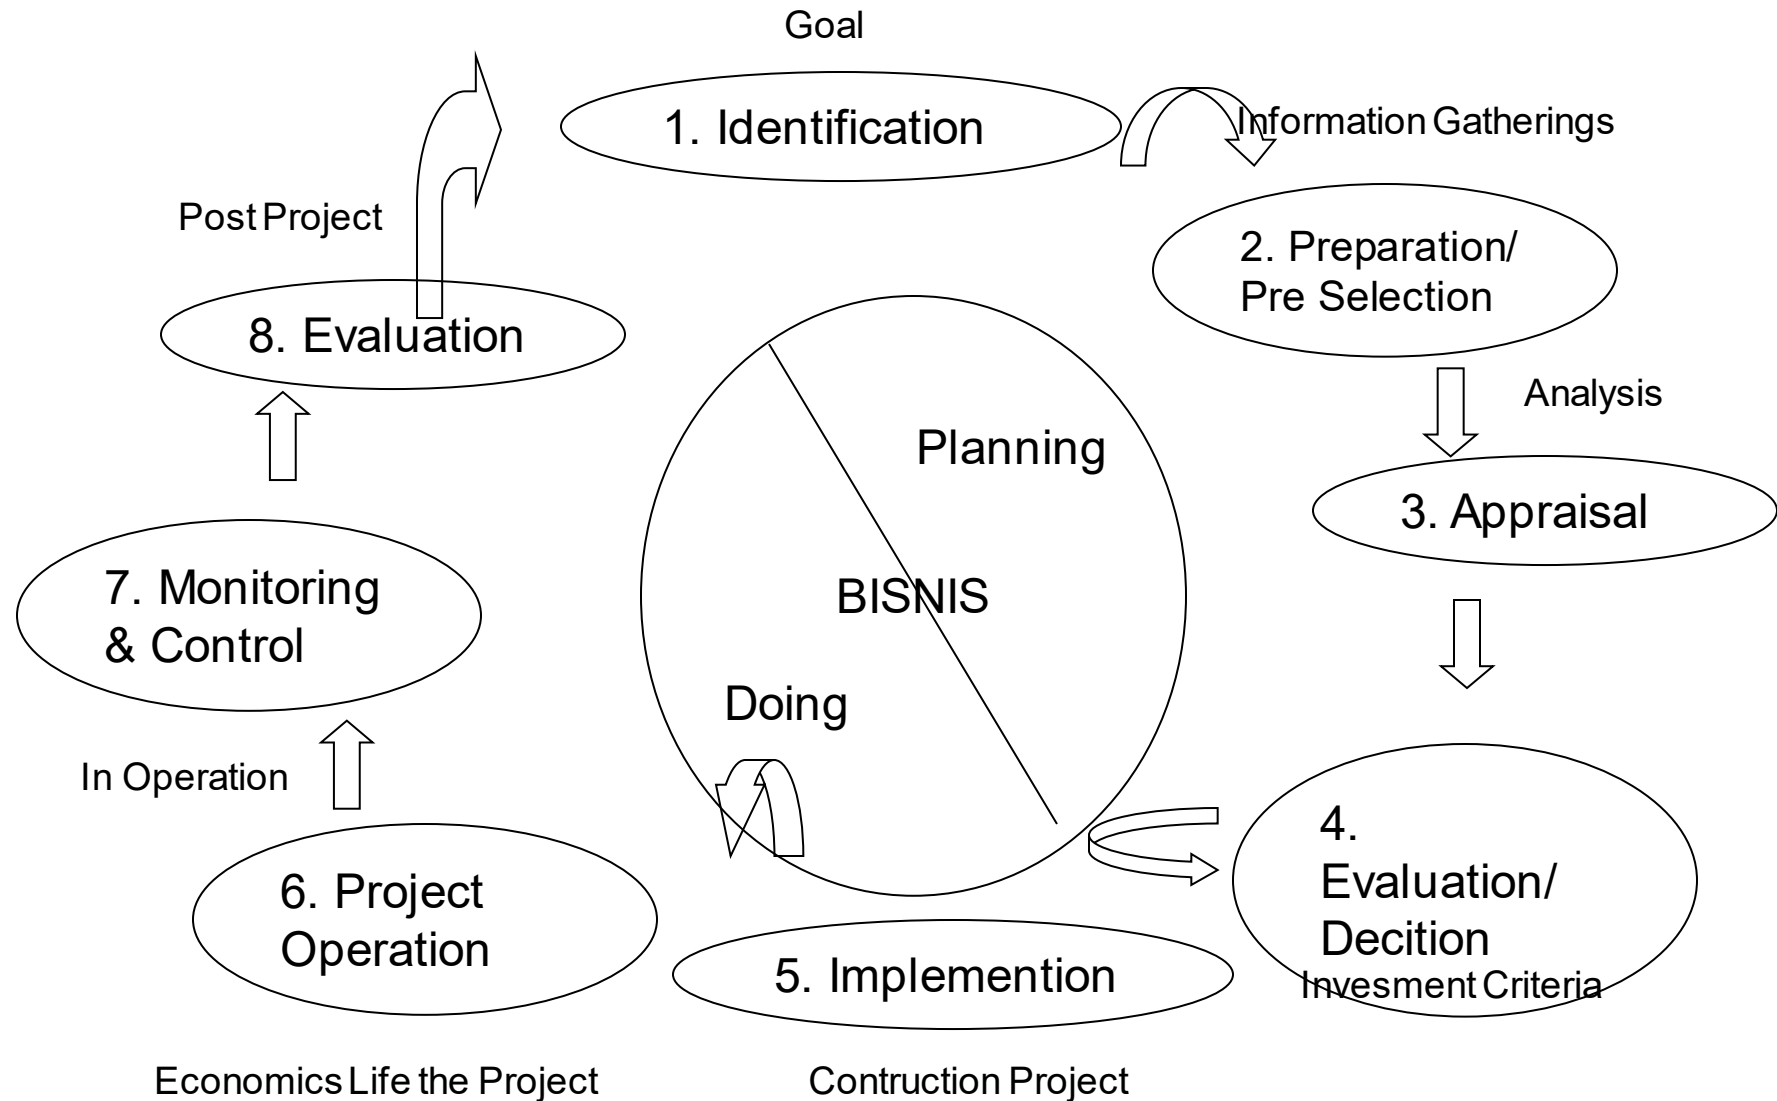 Goal
1. Identification
Information Gatherings
Post Project
2. Preparation/
Pre Selection
8. Evaluation
Analysis
Planning
3. Appraisal
7. Monitoring
& Control
BISNIS
Doing
In Operation
4.
Evaluation/
Decition
Invesment Criteria
6. Project
Operation
5. Implemention
Economics Life the Project
Contruction Project